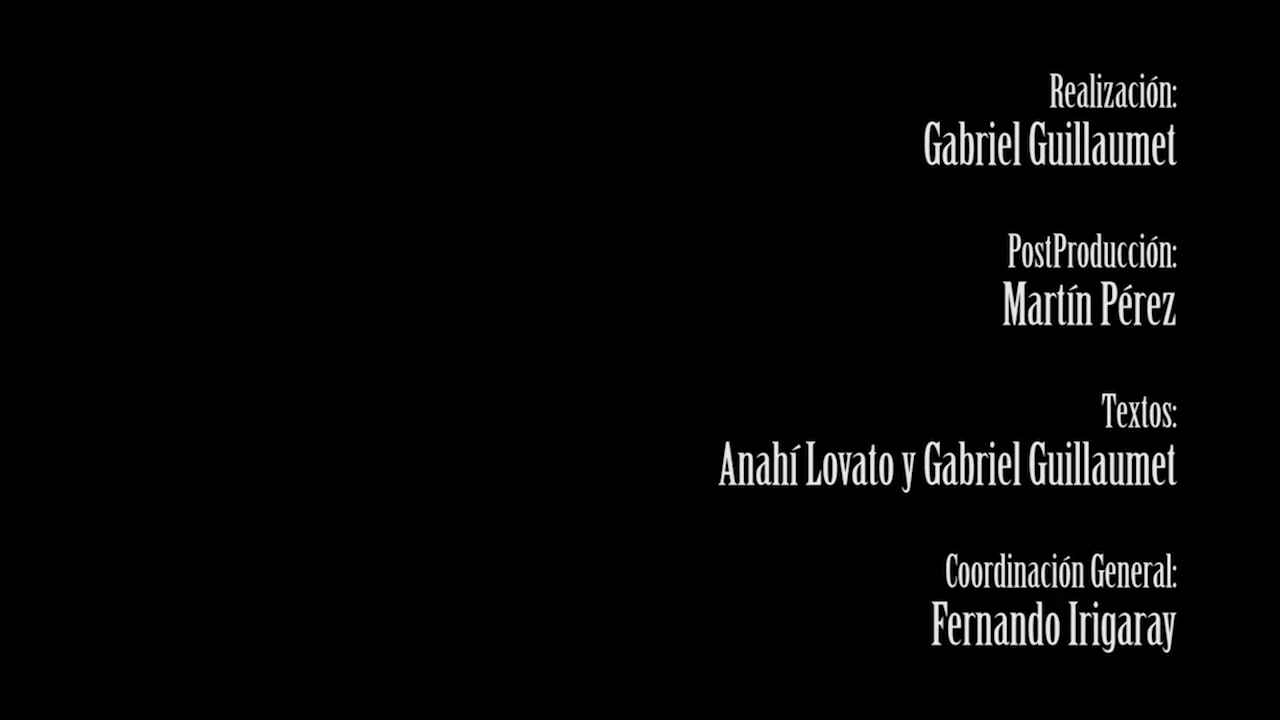 Realización:
Gabriel Guillaumet
PostProducción:
Martín Pérez
Textos:
Anahí Lovato y Gabriel Guillaumet
Coordinación General:
Fernando Irigaray